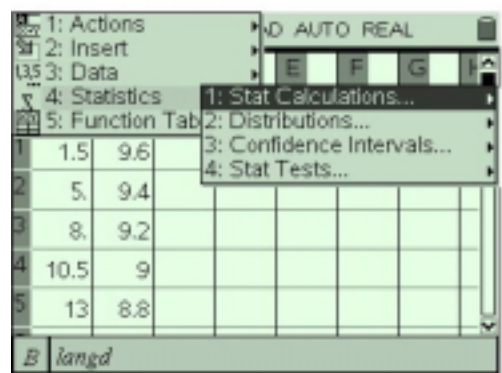 1: Actions
AD AUTO REAL
2: Insert
3: Data
E F G H
4: Statistics
1: Stat Calculations...
5: Function Tab
2: Distributions...
3: Confidence Intervals...
4: Stat Tests...
1 1.5 9.6
2 5. 9.4
3 8. 9.2
4 10.5 9
5 13 8.8
B langd